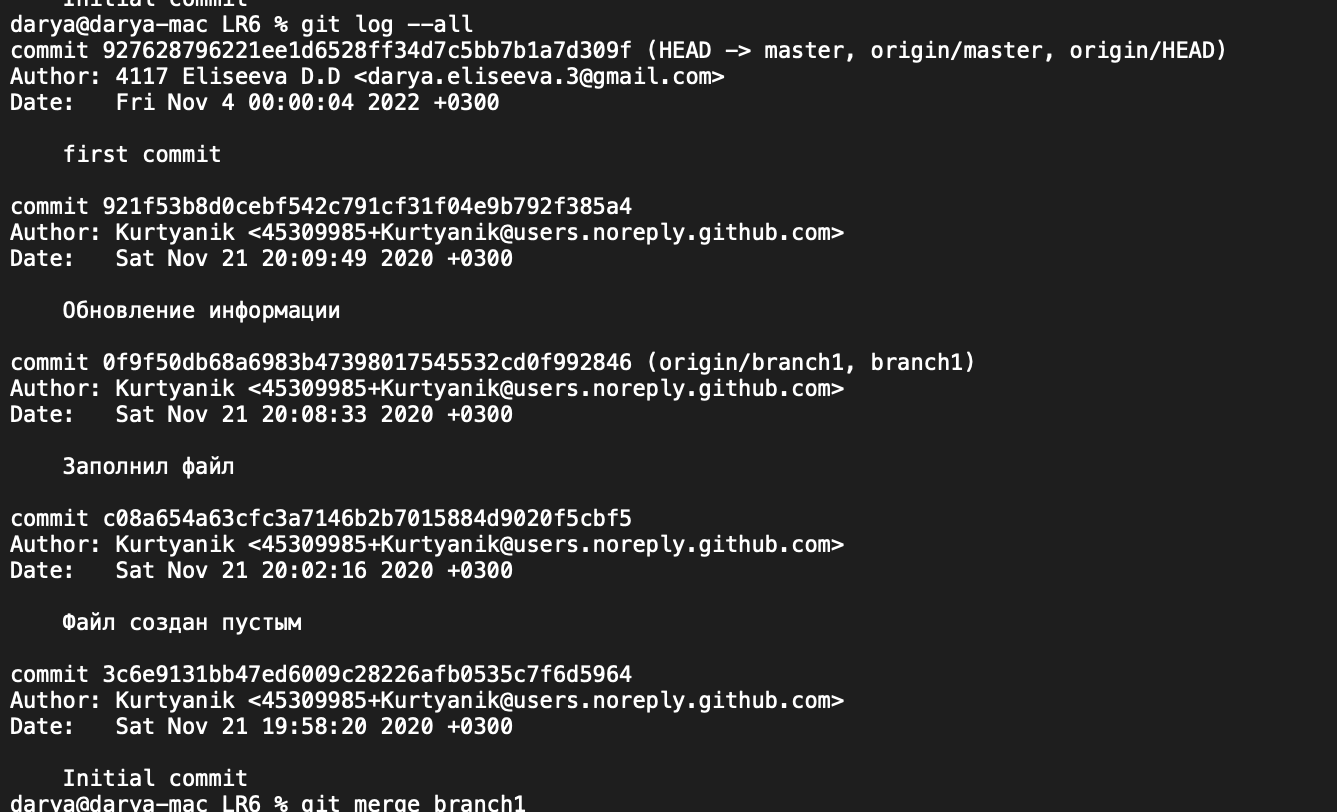 Initial commit
darya@darya-mac LR6 % git log --all
commit 927628796221ee1d6528ff34d7c5bb7b1a7d309f (HEAD -> master, origin/master, origin/HEAD)
Author: 4117 Eliseeva D.D <darya.eliseeva.3@gmail.com>
Date:   Fri Nov 4 00:00:04 2022 +0300
first commit
commit 921f53b8d0cebf542c791cf31f04e9b792f385a4
Author: Kurtyanik <45309985+Kurtyanik@users.noreply.github.com>
Date:   Sat Nov 21 20:09:49 2020 +0300
Обновление информации
commit 0f9f50db68a6983b47398017545532cd0f992846 (origin/branch1, branch1)
Author: Kurtyanik <45309985+Kurtyanik@users.noreply.github.com>
Date:   Sat Nov 21 20:08:33 2020 +0300
Заполнил файл
commit c08a654a63cfc3a7146b2b7015884d9020f5cbf5
Author: Kurtyanik <45309985+Kurtyanik@users.noreply.github.com>
Date:   Sat Nov 21 20:02:16 2020 +0300
Файл создан пустым
commit 3c6e9131bb47ed6009c28226afb0535c7f6d5964
Author: Kurtyanik <45309985+Kurtyanik@users.noreply.github.com>
Date:   Sat Nov 21 19:58:20 2020 +0300
Initial commit
darya@darya-mac LR6 % git merge branch1